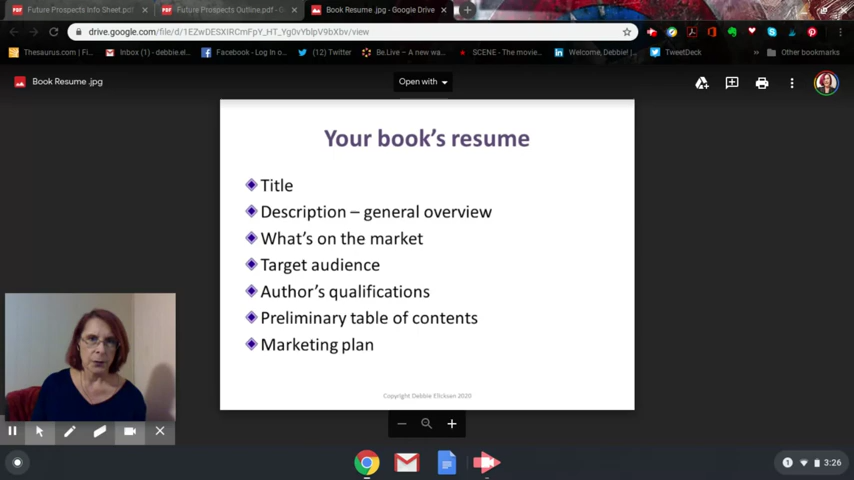 Future Prospects Info Sheet.pdf
Future Prospects Outline.pdf - G
Book Resume .jpg - Google Drive
drive.google.com/file/d/1EZwDESXIRCmFpY_HT_Yg0vYblpV9bXbv/view
Thesaurus.com | Fi... Inbox (1) - debbie.el... Facebook - Log In o... (2) Twitter Be.Live – A new wa... SCENE - The movie... Welcome, Debbie! |... TweetDeck Other bookmarks
Book Resume .jpg
Open with
Your book's resume
Title
Description – general overview
What's on the market
Target audience
Author's qualifications
Preliminary table of contents
Marketing plan
Copyright Debbie Elicksen 2020
1 3:26